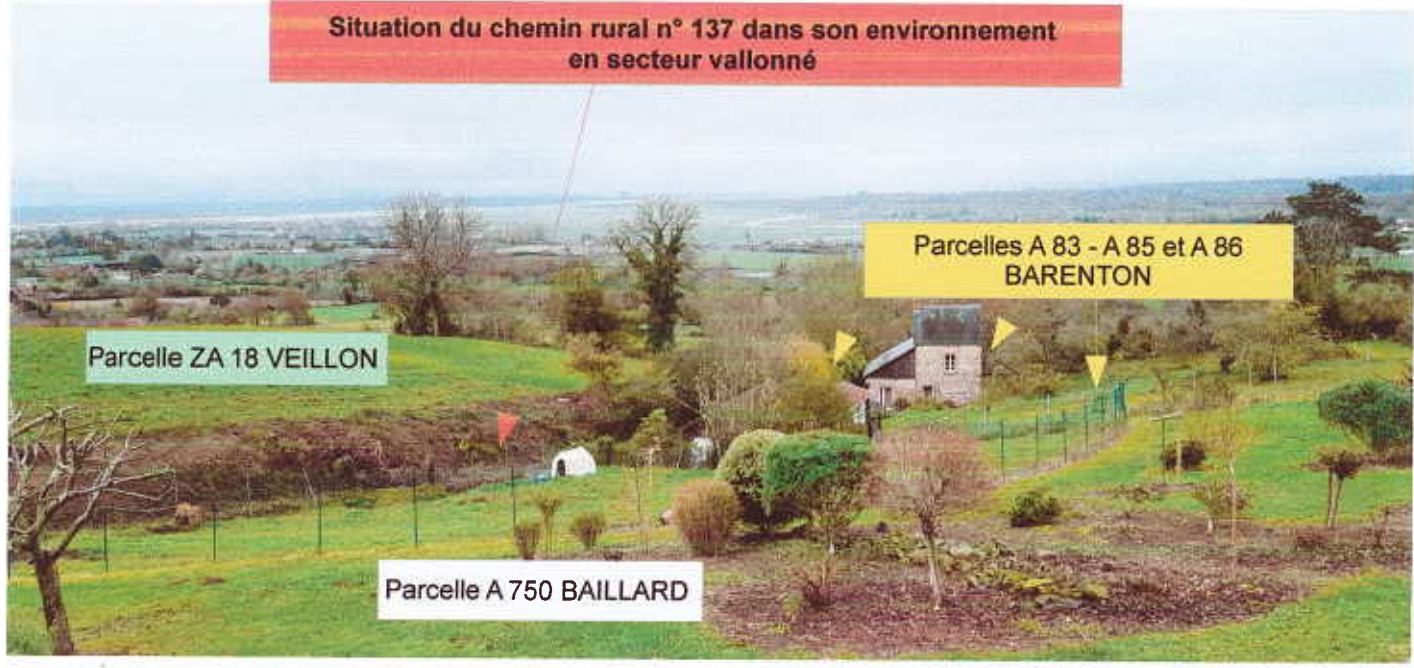 Situation du chemin rural n° 137 dans son environnement
en secteur vallonné
Parcelles A 83 - A 85 et A 86
BARENTON
Parcelle ZA 18 VEILLON
Parcelle A 750 BAILLARD